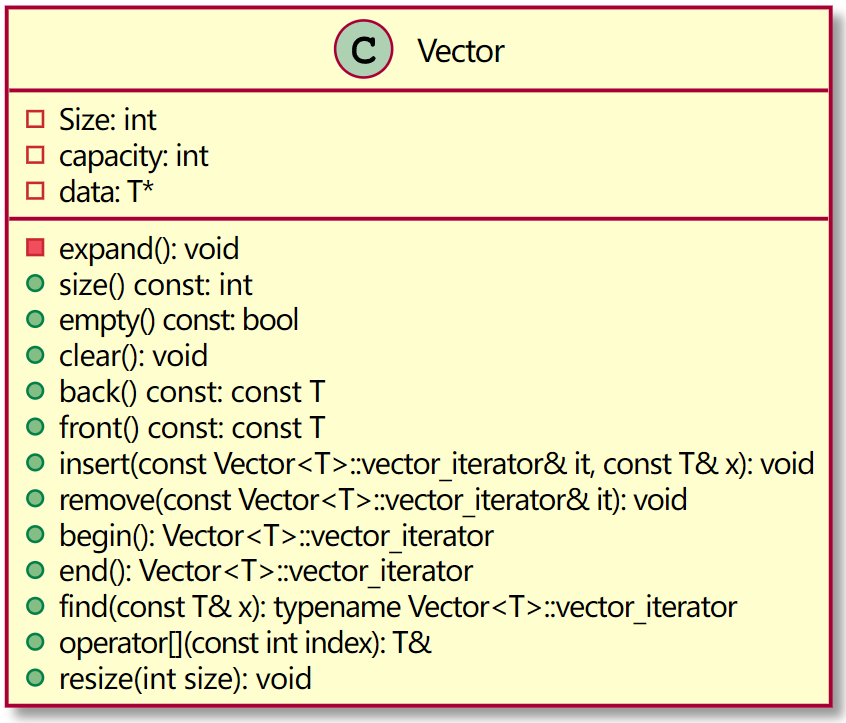 C Vector
Size: int
capacity: int
data: T*
expand(): void
size() const: int
empty() const: bool
clear(): void
back() const: const T
front() const: const T
insert(const Vector<T>::vector_iterator& it, const T& x): void
remove(const Vector<T>::vector_iterator& it): void
begin(): Vector<T>::vector_iterator
end(): Vector<T>::vector_iterator
find(const T& x): typename Vector<T>::vector_iterator
operator[](const int index): T&
resize(int size): void